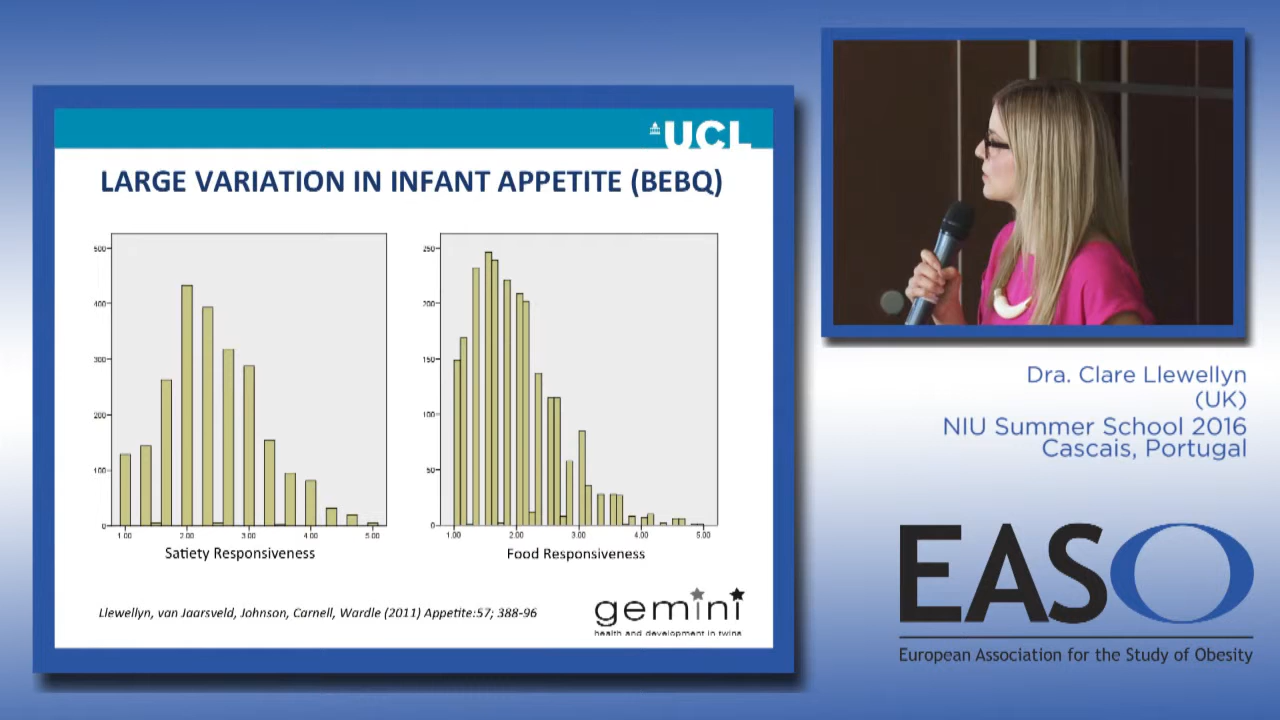 UCL
LARGE VARIATION IN INFANT APPETITE (BEBQ)
500
400
300
200
100
0
1.00 2.00 3.00 4.00 5.00
Satiety Responsiveness
250
200
150
100
50
0
1.00 2.00 3.00 4.00 5.00
Food Responsiveness
Llewellyn, van Jaarsveld, Johnson, Carnell, Wardle (2011) Appetite:57; 388-96
gemini
health and development in twins
Dra. Clare Llewellyn
(UK)
NIU Summer School 2016
Cascais, Portugal
EASO
European Association for the Study of Obesity